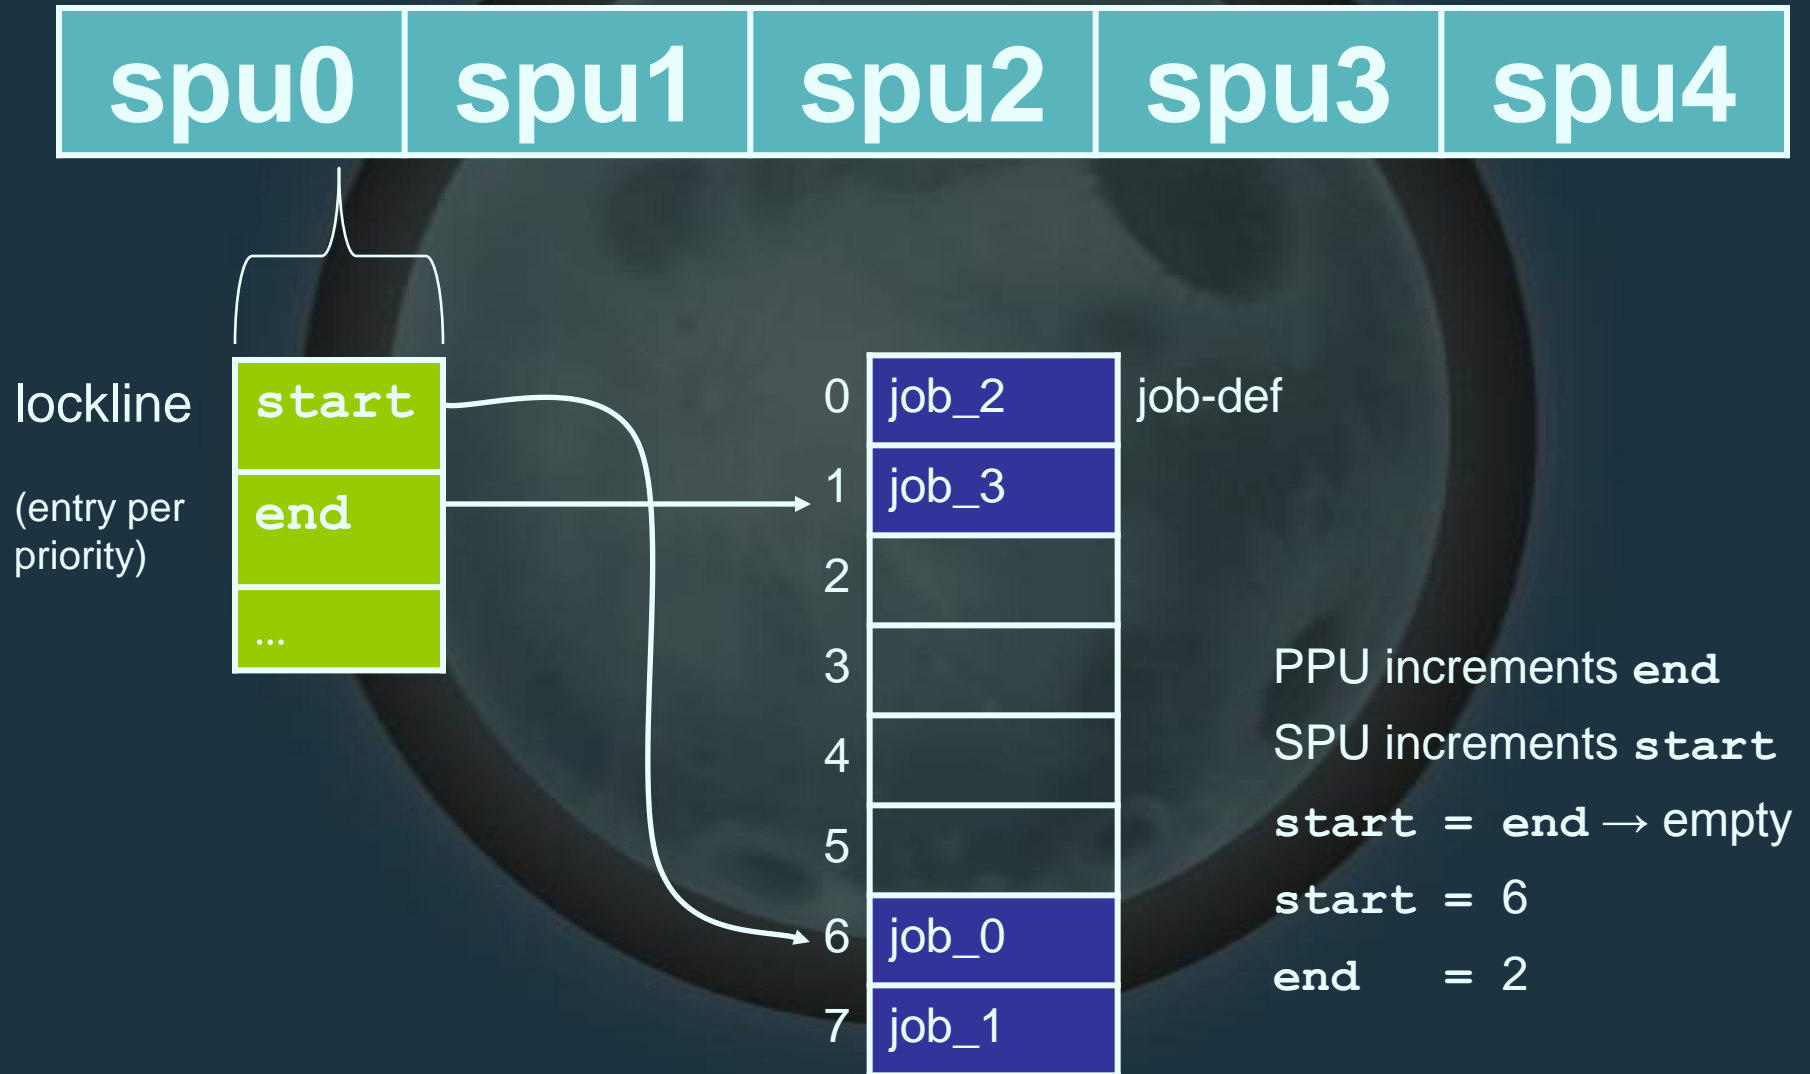 spu0 spu1 spu2 spu3 spu4
lockline
(entry per
priority)
start
end
...
0 job_2 job-def
1 job_3
2
3
4
5
6 job_0
7 job_1
PPU increments end
SPU increments start
start = end → empty
start = 6
end = 2